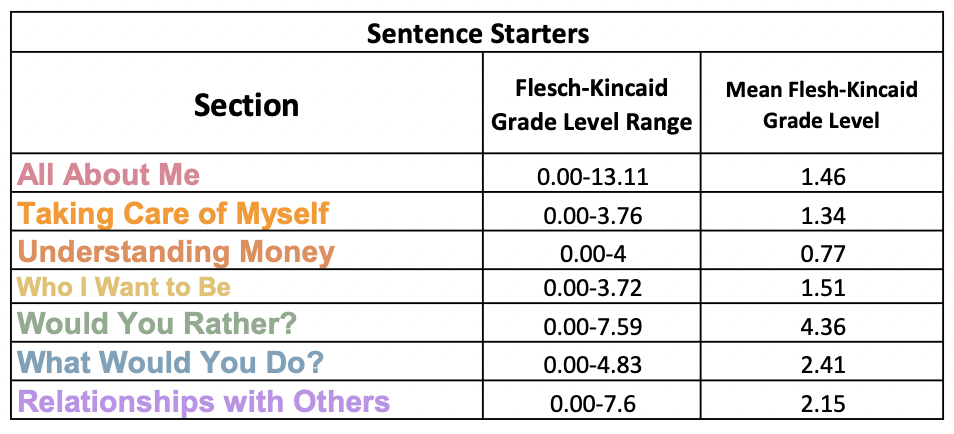 Sentence Starters
Section
Flesch-Kincaid
Grade Level Range
Mean Flesh-Kincaid
Grade Level
All About Me 0.00-13.11 1.46
Taking Care of Myself 0.00-3.76 1.34
Understanding Money 0.00-4 0.77
Who I Want to Be 0.00-3.72 1.51
Would You Rather? 0.00-7.59 4.36
What Would You Do? 0.00-4.83 2.41
Relationships with Others 0.00-7.6 2.15